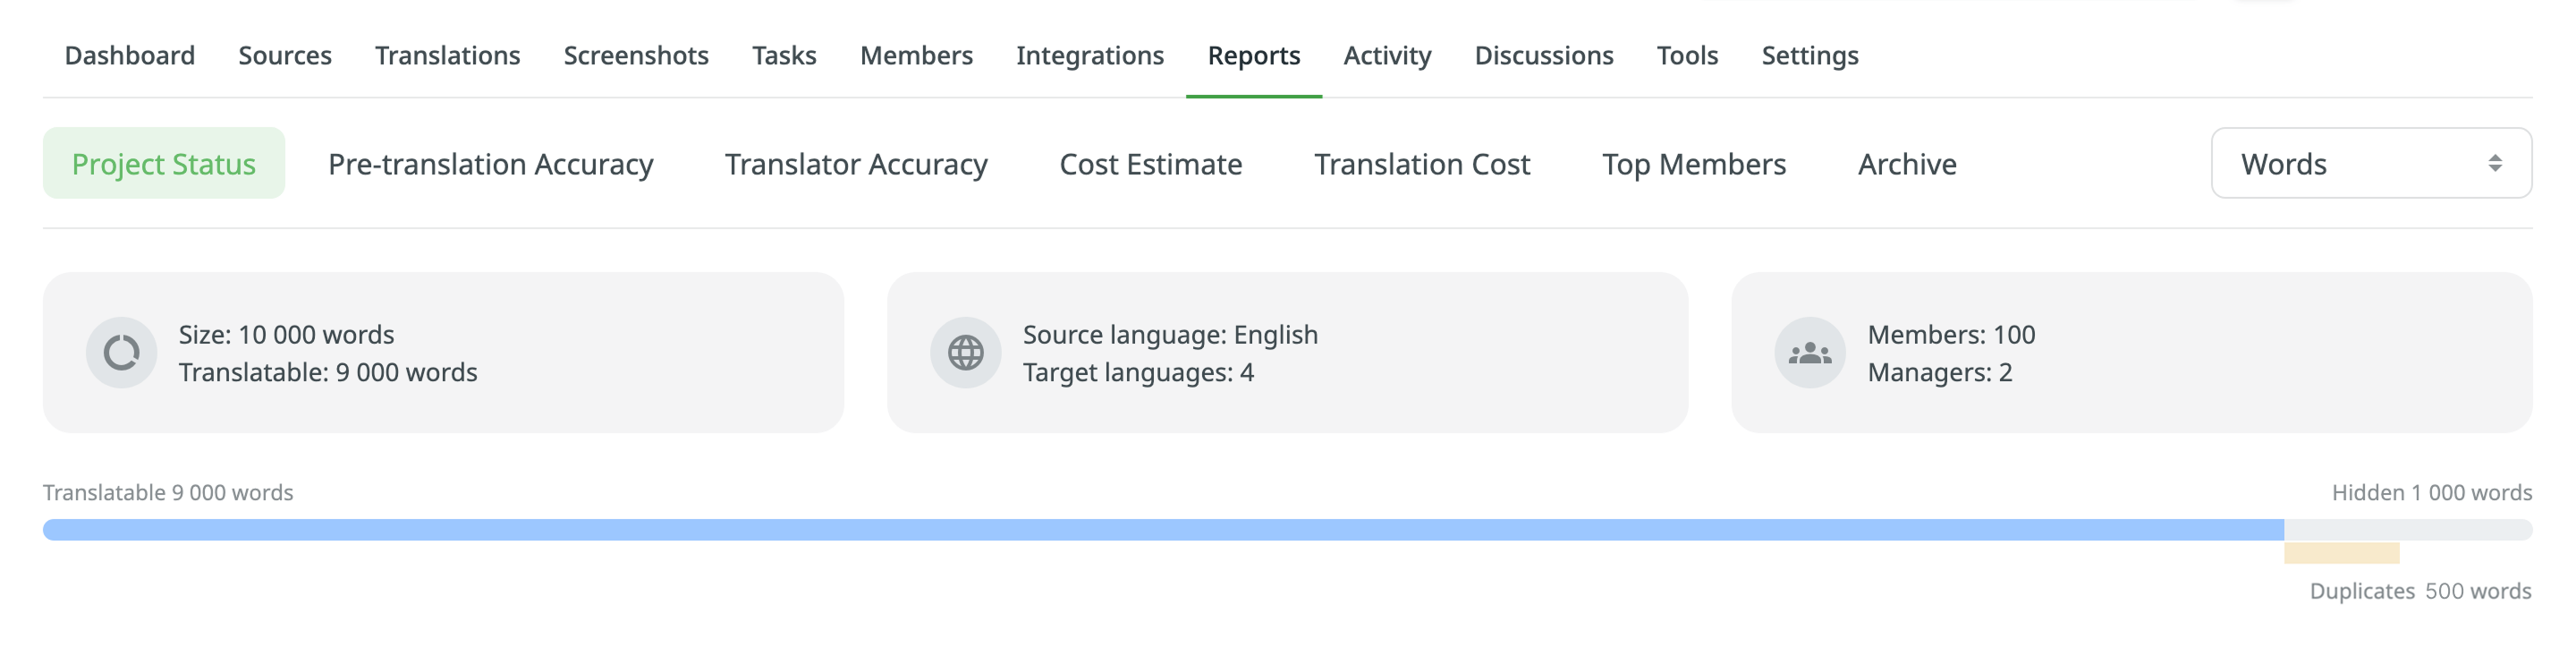 Dashboard Sources Translations Screenshots Tasks Members Integrations Reports Activity Discussions Tools Settings
Project Status Pre-translation Accuracy Translator Accuracy Cost Estimate Translation Cost Top Members Archive Words
Size: 10 000 words
Translatable: 9 000 words
Source language: English
Target languages: 4
Members: 100
Managers: 2
Translatable 9 000 words Hidden 1 000 words
Duplicates 500 words